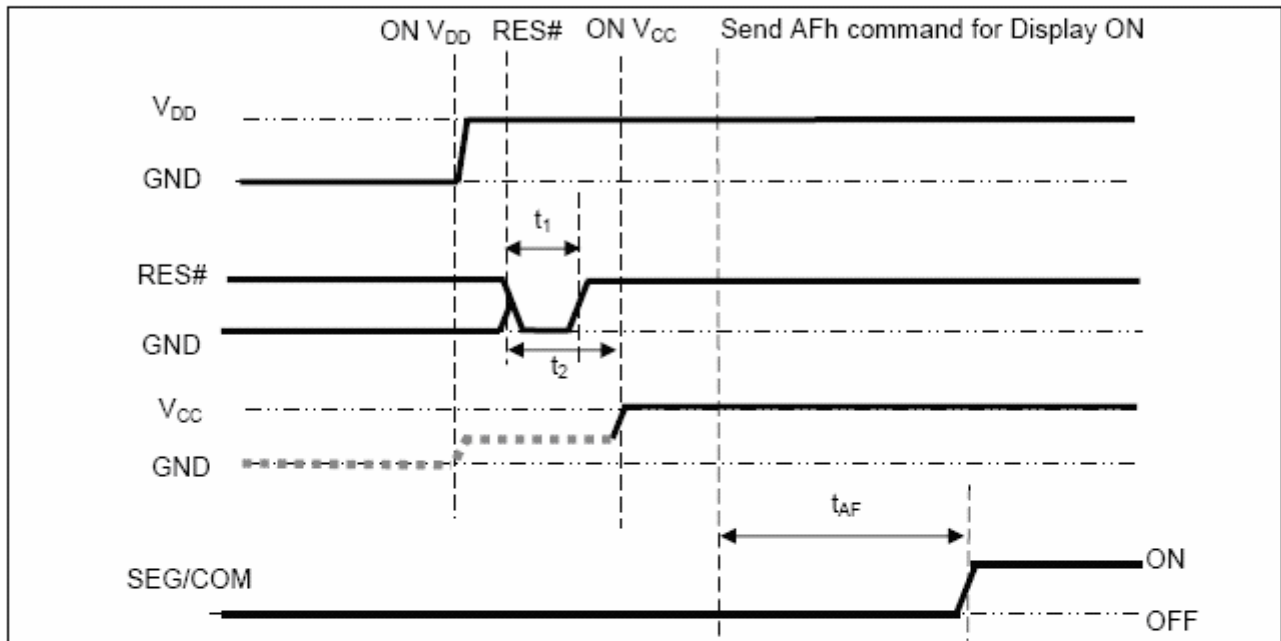 ON VDD RES# ON VCC Send AFh command for Display ON
VDD
GND
t1
RES#
GND
t2
VCC
GND
tAF
SEG/COM
ON
OFF